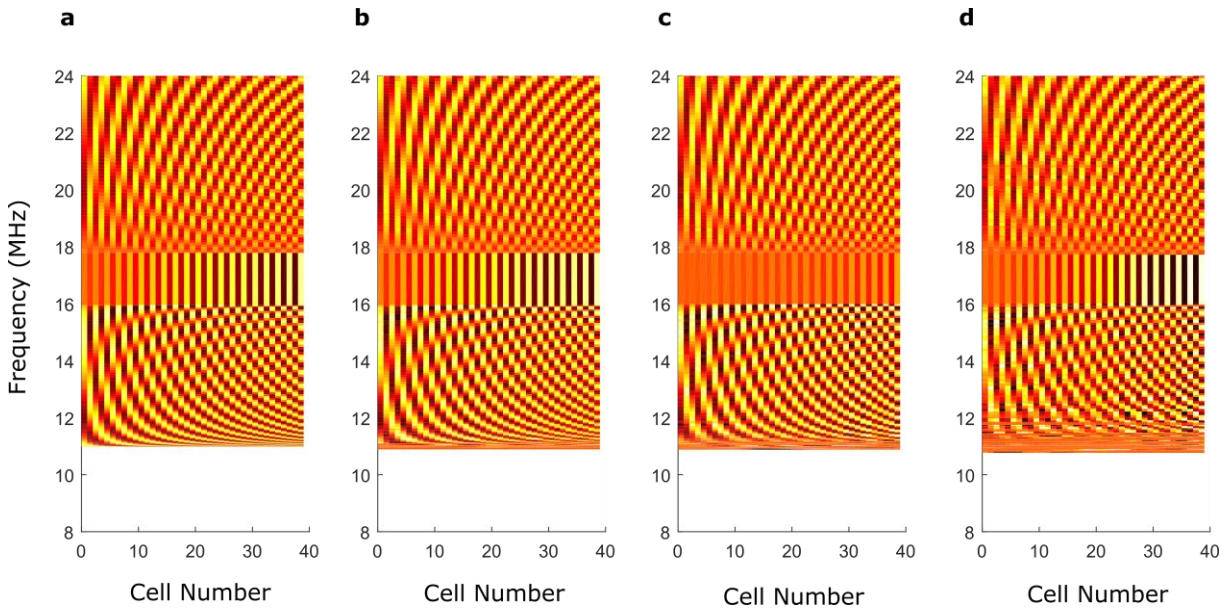 a b c d
24 24 24 24
22 22 22 22
20 20 20 20
18 18 18 18
16 16 16 16
14 14 14 14
12 12 12 12
10 10 10 10
8 8 8 8
Frequency (MHz)
0 10 20 30 40 0 10 20 30 40 0 10 20 30 40 0 10 20 30 40
Cell Number Cell Number Cell Number Cell Number